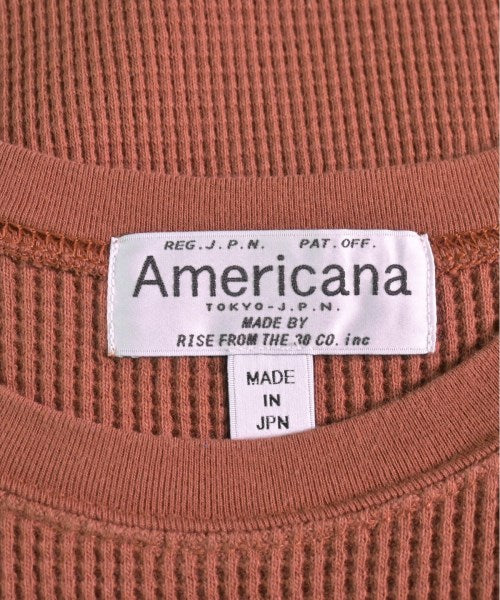 REG.J.P.N. PAT.OFF.
Americana
TOKYO-J.P.N.
MADE BY
RISE FROM THE 30 CO. inc
MADE
IN
JPN